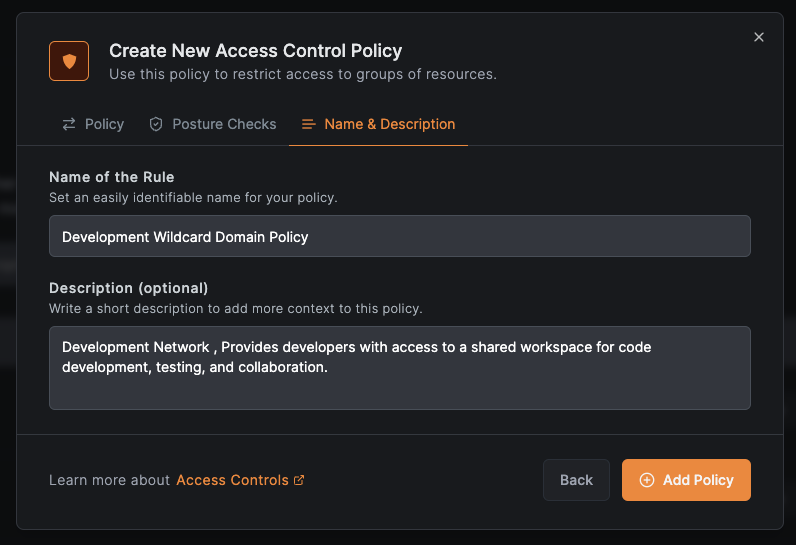 Create New Access Control Policy
Use this policy to restrict access to groups of resources.
Policy
Posture Checks
Name & Description
Name of the Rule
Set an easily identifiable name for your policy.
Development Wildcard Domain Policy
Description (optional)
Write a short description to add more context to this policy.
Development Network , Provides developers with access to a shared workspace for code
development, testing, and collaboration.
Learn more about Access Controls
Back
Add Policy